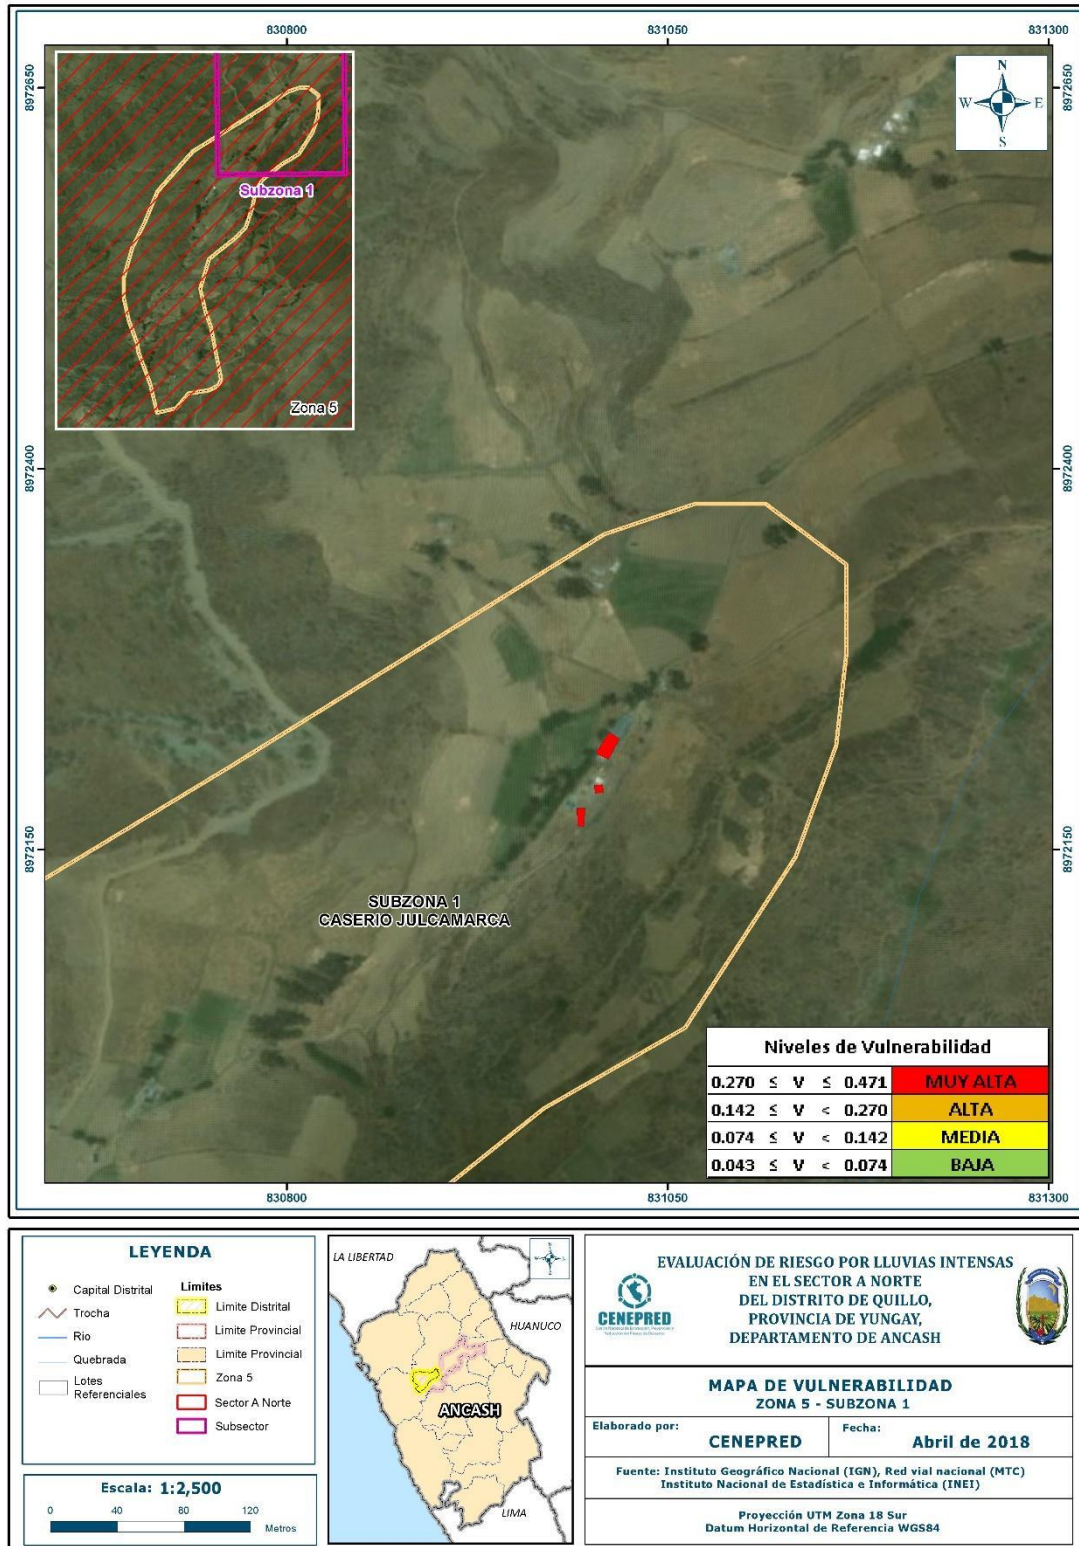 830800
831050
831300
8972650
8972650
N
W
E
S
Subzona 1
Zona 5
8972400
8972400
8972150
8972150
SUBZONA 1
CASERIO JULCAMARCA
Niveles de Vulnerabilidad
0.270 ≤ V ≤ 0.471 MUY ALTA
0.142 ≤ V < 0.270 ALTA
0.074 ≤ V < 0.142 MEDIA
0.043 ≤ V < 0.074 BAJA
830800
831050
831300
LEYENDA
Capital Distrital
Trocha
Rio
Quebrada
Lotes
Referenciales
Limites
Limite Distrital
Limite Provincial
Limite Provincial
Zona 5
Sector A Norte
Subsector
Escala: 1:2,500
0 40 80 120
Metros
LA LIBERTAD
HUANUCO
ANCASH
LIMA
CENEPRED
EVALUACIÓN DE RIESGO POR LLUVIAS INTENSAS
EN EL SECTOR A NORTE
DEL DISTRITO DE QUILLO,
PROVINCIA DE YUNGAY,
DEPARTAMENTO DE ANCASH
MAPA DE VULNERABILIDAD
ZONA 5 - SUBZONA 1
Elaborado por:
CENEPRED
Fecha:
Abril de 2018
Fuente: Instituto Geográfico Nacional (IGN), Red vial nacional (MTC)
Instituto Nacional de Estadística e Informática (INEI)
Proyección UTM Zona 18 Sur
Datum Horizontal de Referencia WGS84